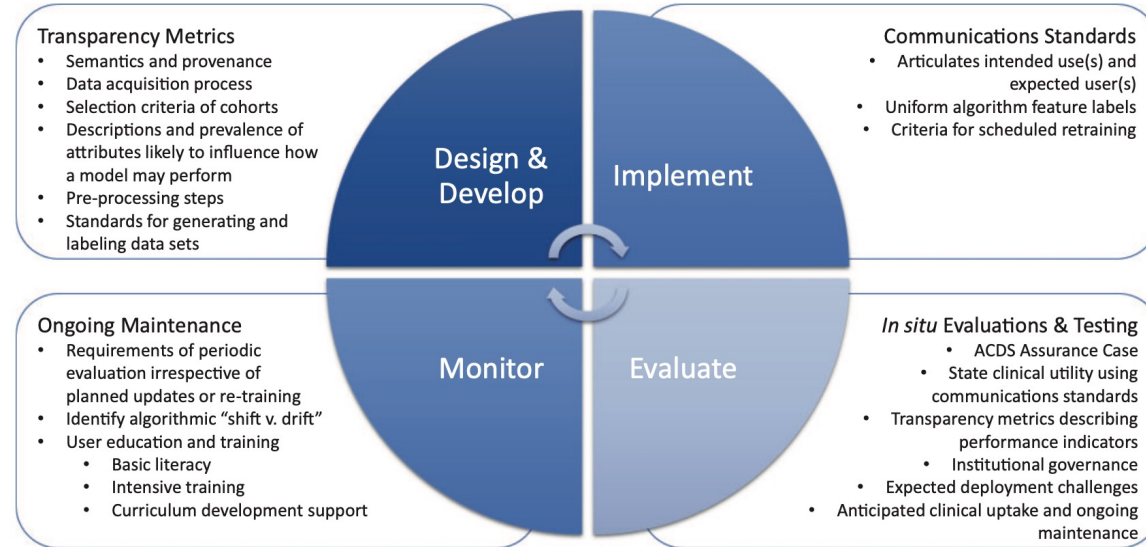 Transparency Metrics
• Semantics and provenance
• Data acquisition process
• Selection criteria of cohorts
• Descriptions and prevalence of
attributes likely to influence how
a model may perform
• Pre-processing steps
• Standards for generating and
labeling data sets
Design &
Develop
Implement
Communications Standards
• Articulates intended use(s) and
expected user(s)
• Uniform algorithm feature labels
• Criteria for scheduled retraining
Ongoing Maintenance
• Requirements of periodic
evaluation irrespective of
planned updates or re-training
• Identify algorithmic “shift v. drift”
• User education and training
• Basic literacy
• Intensive training
• Curriculum development support
Monitor
Evaluate
In situ Evaluations & Testing
• ACDS Assurance Case
• State clinical utility using
communications standards
• Transparency metrics describing
performance indicators
• Institutional governance
• Expected deployment challenges
• Anticipated clinical uptake and ongoing
maintenance